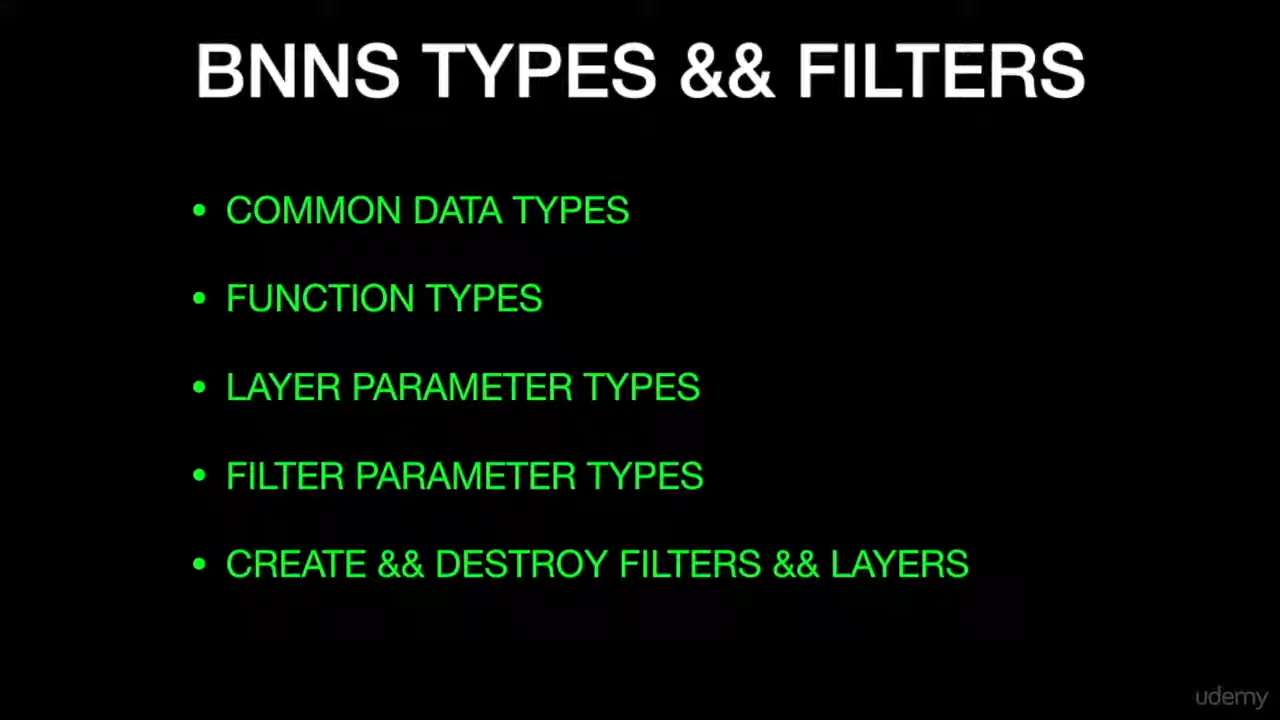 BNNS TYPES && FILTERS
• COMMON DATA TYPES
• FUNCTION TYPES
• LAYER PARAMETER TYPES
• FILTER PARAMETER TYPES
• CREATE && DESTROY FILTERS && LAYERS
udemy